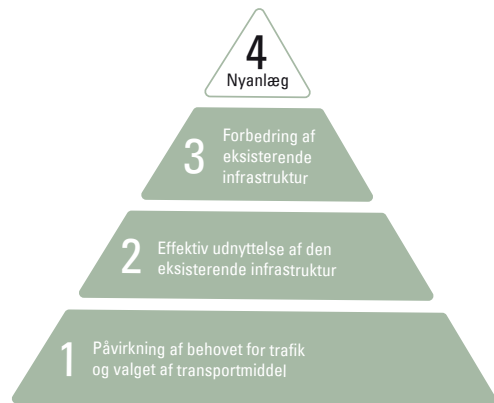 4
Nyanlæg
3
Forbedring af
eksisterende
infrastruktur
2
Effektiv udnyttelse af den
eksisterende infrastruktur
1
Påvirkning af behovet for trafik
og valget af transportmiddel